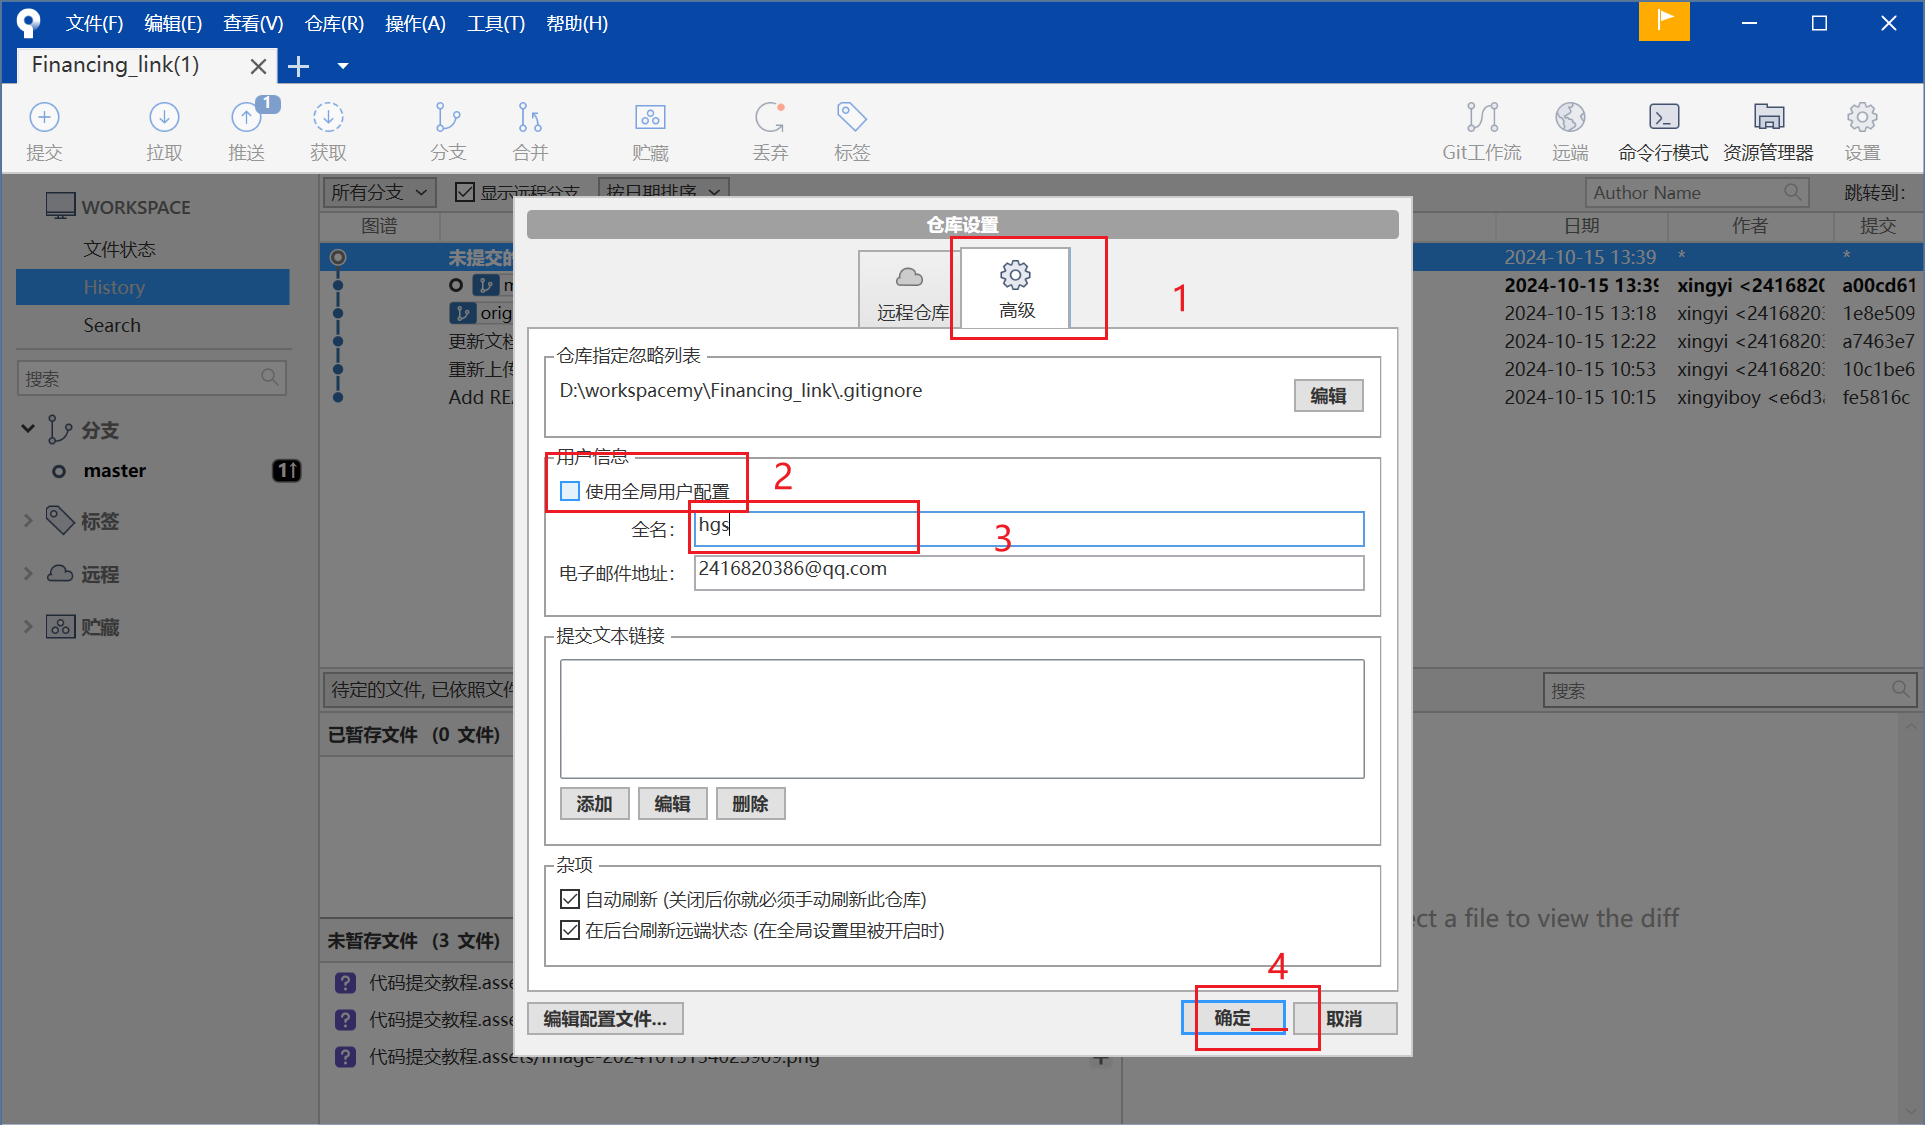 文件(F) 编辑(E) 查看(V) 仓库(R) 操作(A) 工具(T) 帮助(H)
Financing_link(1)
1
提交 拉取 推送 获取 分支 合并 贮藏 丢弃 标签 Git工作流 远端 命令行模式 资源管理器 设置
WORKSPACE
文件状态
History
Search
搜索
分支
master 1↑
标签
远程
贮藏
所有分支 显示远程分支 按日期排序 Author Name 跳转到:
图谱 日期 作者 提交
未提交的 2024-10-15 13:39 * *
2024-10-15 13:39 xingyi <241682 a00cd61
orig 2024-10-15 13:18 xingyi <2416820 1e8e509
更新文档 2024-10-15 12:22 xingyi <2416820 a7463e7
重新上传 2024-10-15 10:53 xingyi <2416820 10c1be6
Add RE 2024-10-15 10:15 xingyiboy <e6d3a fe5816c
仓库设置
远程仓库 高级
1
仓库指定忽略列表
D:\workspacemy\Financing_link\.gitignore
编辑
用户信息
使用全局用户配置
2
全名: hgs
3
电子邮件地址: 2416820386@qq.com
提交文本链接
添加 编辑 删除
杂项
自动刷新 (关闭后你就必须手动刷新此仓库)
在后台刷新远端状态 (在全局设置里被开启时)
4
编辑配置文件... 确定 取消
待定的文件, 已依照文件
搜索
已暂存文件 (0 文件)
未暂存文件 (3 文件)
代码提交教程.asse
代码提交教程.asse
代码提交教程.assets/image-20241015134023909.png
ct a file to view the diff